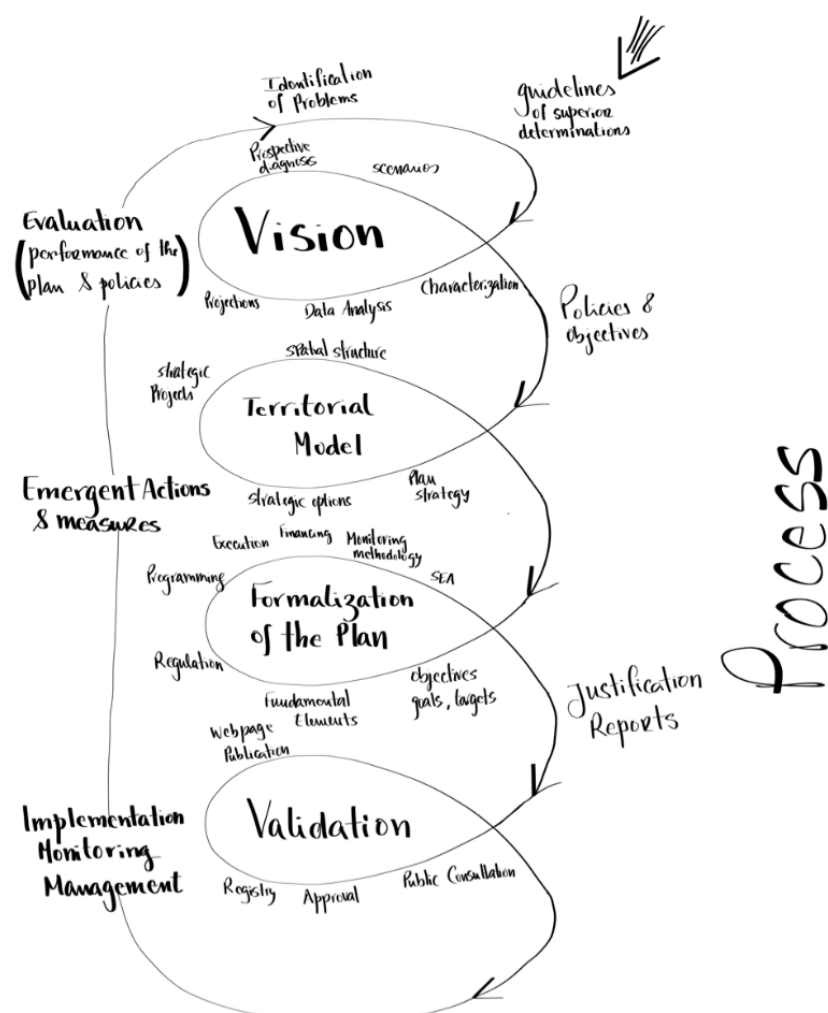 Identification
of Problems
guidelines
of superior
determinations
Prospective
diagnosis
scenarios
Evaluation
(performance of the
plan & policies)
Vision
Projections
Data Analysis
Characterization
Policies &
objectives
spatial structure
strategic
Projects
Territorial
Model
Plan
strategy
strategic options
Emergent Actions
& measures
Execution
Financing
Monitoring
methodology
SEA
Programming
Formalization
of the Plan
Regulation
objectives
goals, targets
Fundamental
Elements
Justification
Reports
Process
Webpage
Publication
Validation
Implementation
Monitoring
Management
Registry
Approval
Public Consultation